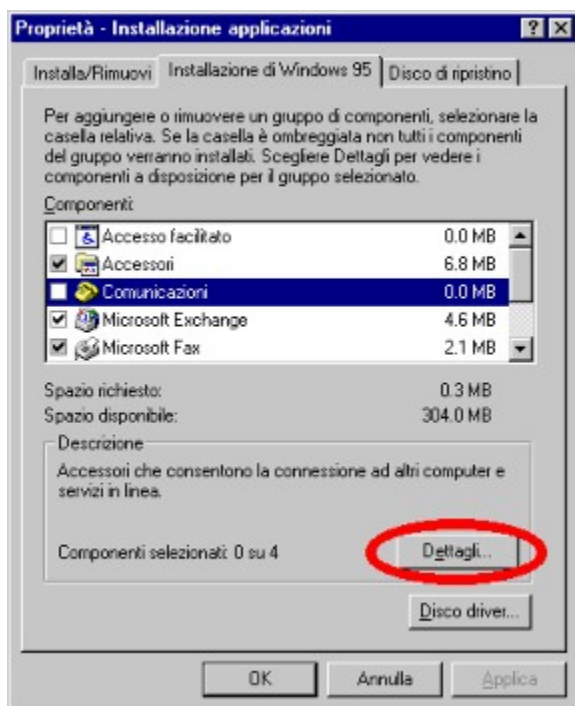 Proprietà - Installazione applicazioni
Installa/Rimuovi Installazione di Windows 95 Disco di ripristino
Per aggiungere o rimuovere un gruppo di componenti, selezionare la
casella relativa. Se la casella è ombreggiata non tutti i componenti
del gruppo verranno installati. Scegliere Dettagli per vedere i
componenti a disposizione per il gruppo selezionato.
Componenti:
Accesso facilitato 0.0 MB
Accessori 6.8 MB
Comunicazioni 0.0 MB
Microsoft Exchange 4.6 MB
Microsoft Fax 2.1 MB
Spazio richiesto: 0.3 MB
Spazio disponibile: 304.0 MB
Descrizione
Accessori che consentono la connessione ad altri computer e
servizi in linea.
Componenti selezionati: 0 su 4 Dettagli...
Disco driver...
OK Annulla Applica